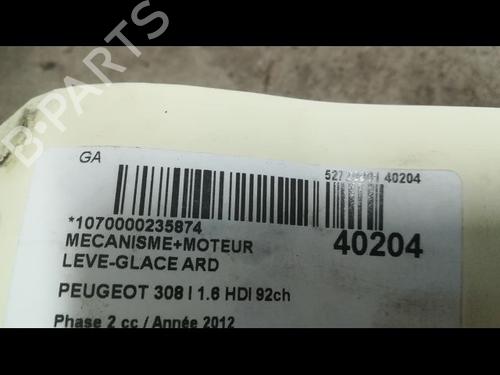 B-PARTS
GA
40204
*1070000235874
MECANISME+MOTEUR
40204
LEVE-GLACE ARD
PEUGEOT 308 I 1.6 HDI 92ch
Phase 2 cc / Année 2012